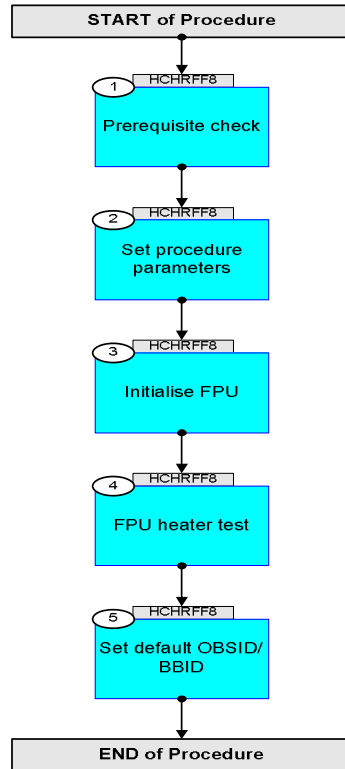 START of Procedure
HCHRFF8
1
Prerequisite check
HCHRFF8
2
Set procedure
parameters
HCHRFF8
3
Initialise FPU
HCHRFF8
4
FPU heater test
HCHRFF8
5
Set default OBSID/
BBID
END of Procedure